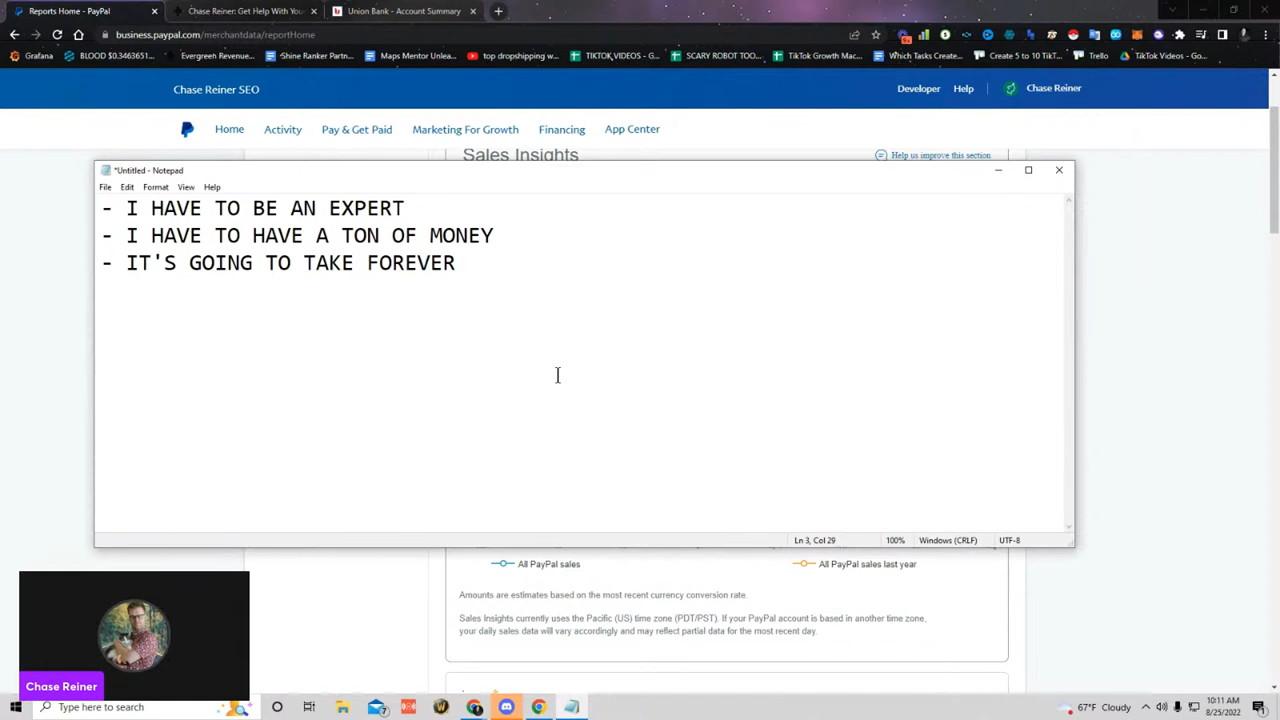 Reports Home - PayPal
Chase Reiner: Get Help With Your
Union Bank - Account Summary
business.paypal.com/merchantdata/reportHome
Grafana
BLOOD $0.3463651...
Evergreen Revenue...
Shine Ranker Partn...
Maps Mentor Unlea...
top dropshipping w...
TIKTOK VIDEOS - G...
SCARY ROBOT TOO...
TikTok Growth Mac...
Which Tasks Create...
Create 5 to 10 TikT...
Trello
TikTok Videos - Go...
Chase Reiner SEO
Developer
Help
Chase Reiner
Home
Activity
Pay & Get Paid
Marketing For Growth
Financing
App Center
Sales Insights
Help us improve this section
*Untitled - Notepad
File Edit Format View Help
- I HAVE TO BE AN EXPERT
- I HAVE TO HAVE A TON OF MONEY
- IT'S GOING TO TAKE FOREVER
Ln 3, Col 29
100%
Windows (CRLF)
UTF-8
All PayPal sales
All PayPal sales last year
Amounts are estimates based on the most recent currency conversion rate.
Sales Insights currently uses the Pacific (US) time zone (PDT/PST). If your PayPal account is based in another time zone,
your daily sales data will vary accordingly and may reflect partial data for the most recent day.
Chase Reiner
Type here to search
7
67°F Cloudy
10:11 AM
8/25/2022